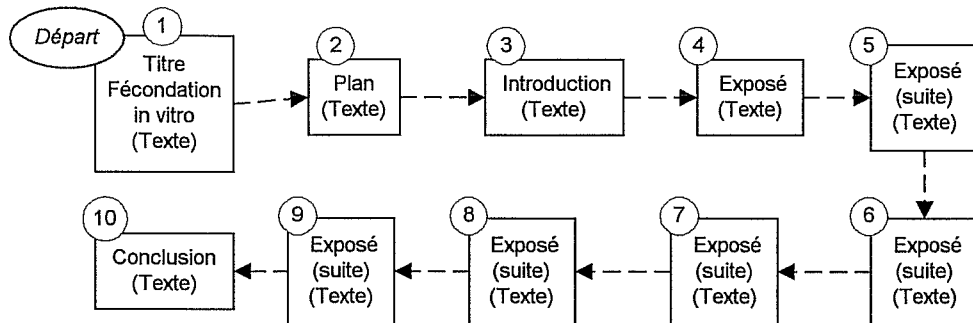 Départ
1
Titre
Fécondation
in vitro
(Texte)
2
Plan
(Texte)
3
Introduction
(Texte)
4
Exposé
(Texte)
5
Exposé
(suite)
(Texte)
6
Exposé
(suite)
(Texte)
7
Exposé
(suite)
(Texte)
8
Exposé
(suite)
(Texte)
9
Exposé
(suite)
(Texte)
10
Conclusion
(Texte)